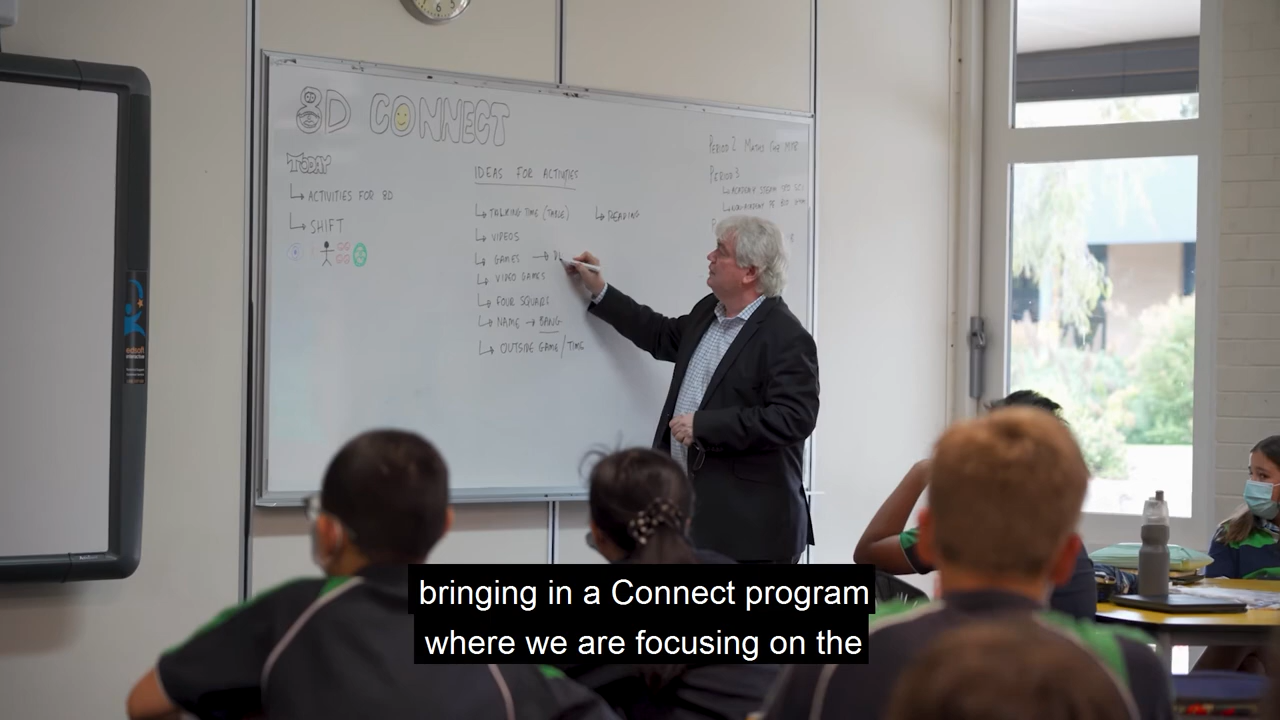 8D CONNECT
TODAY
ACTIVITIES FOR 8D
SHIFT
IDEAS FOR ACTIVITIES
TALKING TIME (TABLE)
READING
VIDEOS
GAMES
VIDEO GAMES
FOUR SQUARE
NAME → BANG
OUTSIDE GAME/TIME
PERIOD 2 MATHS
PERIOD 3
bringing in a Connect program
where we are focusing on the